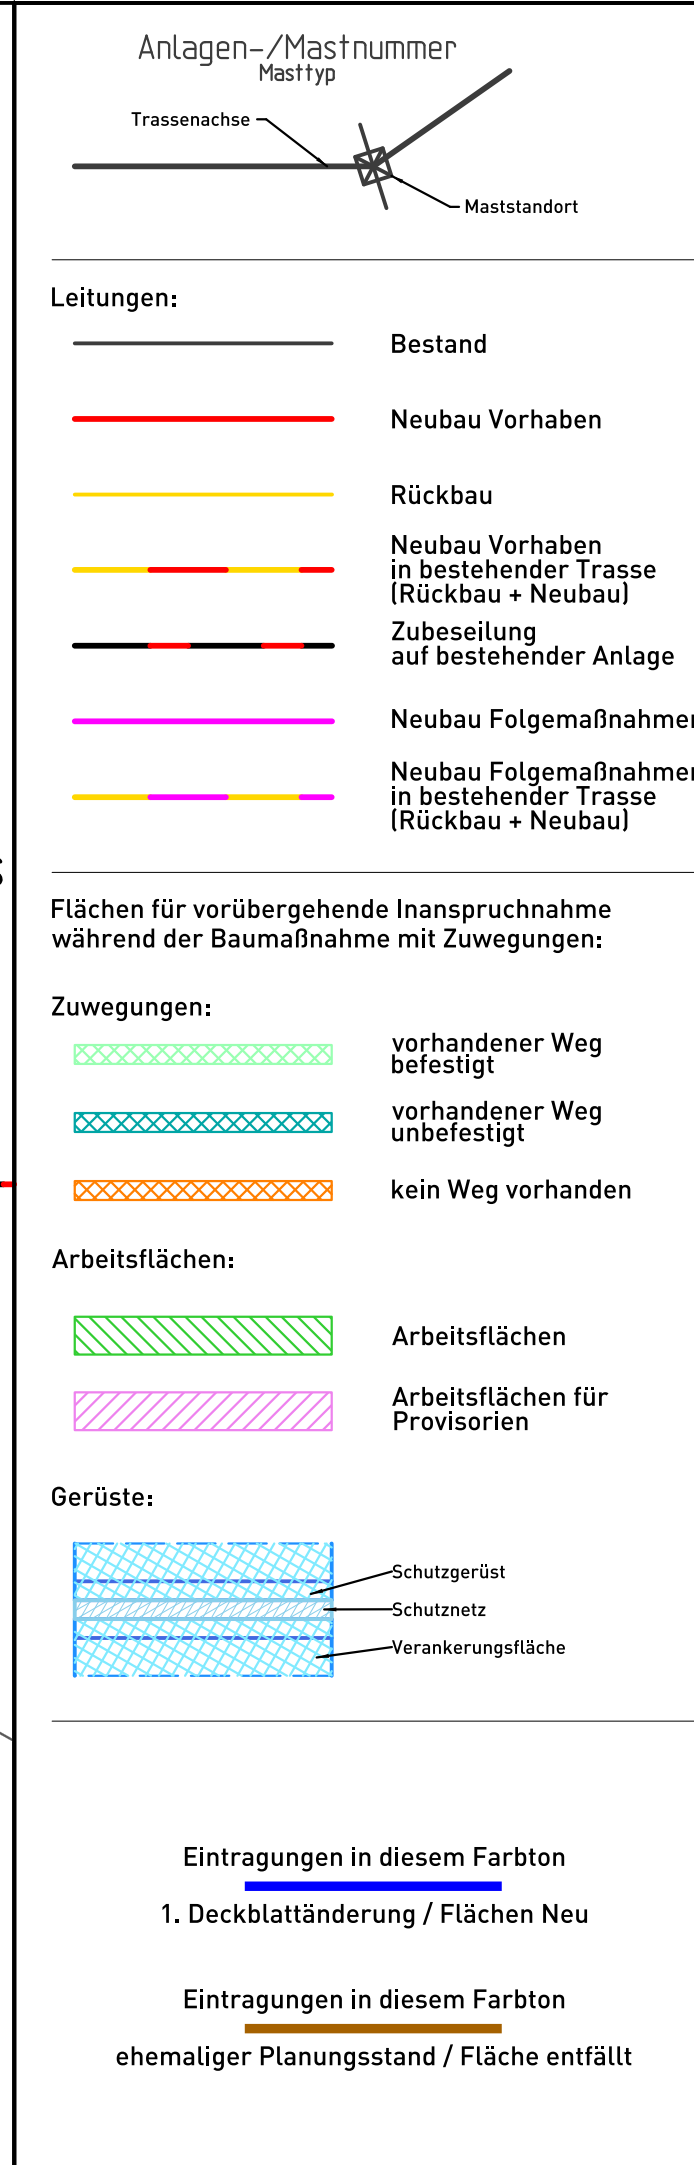 Anlagen-/Mastnummer
Masttyp
Trassenachse
Maststandort
Leitungen:
Bestand
Neubau Vorhaben
Rückbau
Neubau Vorhaben
in bestehender Trasse
(Rückbau + Neubau)
Zubeseilung
auf bestehender Anlage
Neubau Folgemaßnahmen
Neubau Folgemaßnahmen
in bestehender Trasse
(Rückbau + Neubau)
Flächen für vorübergehende Inanspruchnahme
während der Baumaßnahme mit Zuwegungen:
Zuwegungen:
vorhandener Weg
befestigt
vorhandener Weg
unbefestigt
kein Weg vorhanden
Arbeitsflächen:
Arbeitsflächen
Arbeitsflächen für
Provisorien
Gerüste:
Schutzgerüst
Schutznetz
Verankerungsfläche
Eintragungen in diesem Farbton
1. Deckblattänderung / Flächen Neu
Eintragungen in diesem Farbton
ehemaliger Planungsstand / Fläche entfällt